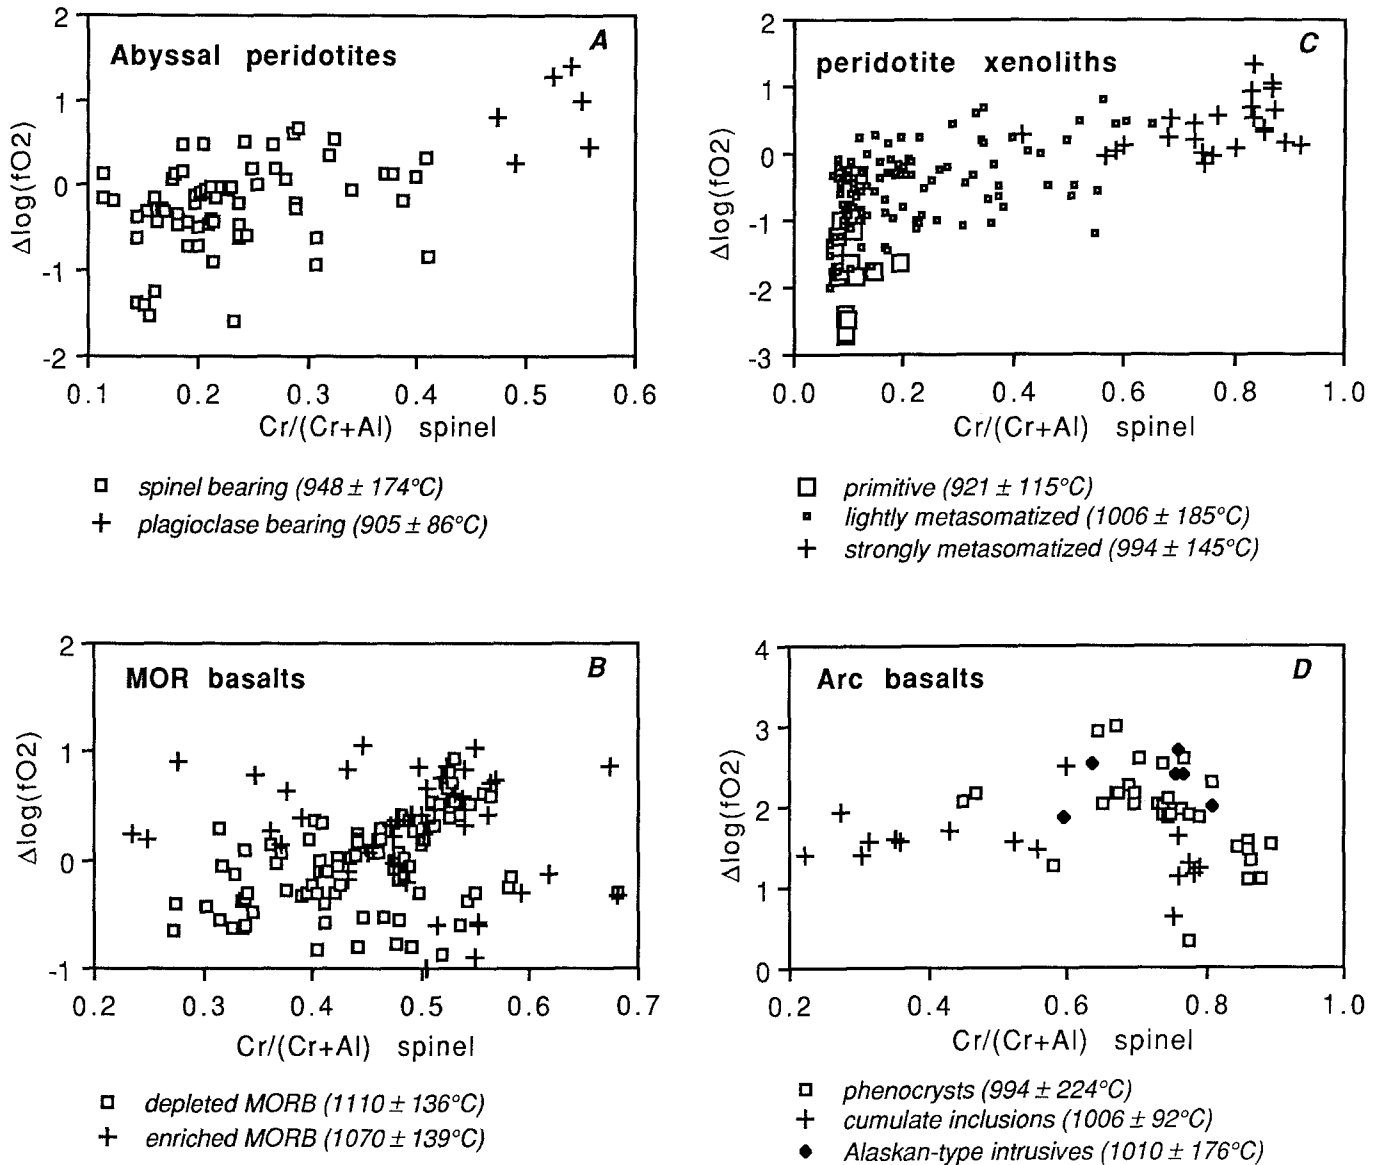 A
Abyssal peridotites
2
1
0
-1
-2
Δlog(fO2)
0.1 0.2 0.3 0.4 0.5 0.6
Cr/(Cr+Al) spinel
spinel bearing (948 ± 174°C)
plagioclase bearing (905 ± 86°C)
C
peridotite xenoliths
2
1
0
-1
-2
-3
Δlog(fO2)
0.0 0.2 0.4 0.6 0.8 1.0
Cr/(Cr+Al) spinel
primitive (921 ± 115°C)
lightly metasomatized (1006 ± 185°C)
strongly metasomatized (994 ± 145°C)
B
MOR basalts
2
1
0
-1
Δlog(fO2)
0.2 0.3 0.4 0.5 0.6 0.7
Cr/(Cr+Al) spinel
depleted MORB (1110 ± 136°C)
enriched MORB (1070 ± 139°C)
D
Arc basalts
4
3
2
1
0
Δlog(fO2)
0.2 0.4 0.6 0.8 1.0
Cr/(Cr+Al) spinel
phenocrysts (994 ± 224°C)
cumulate inclusions (1006 ± 92°C)
Alaskan-type intrusives (1010 ± 176°C)